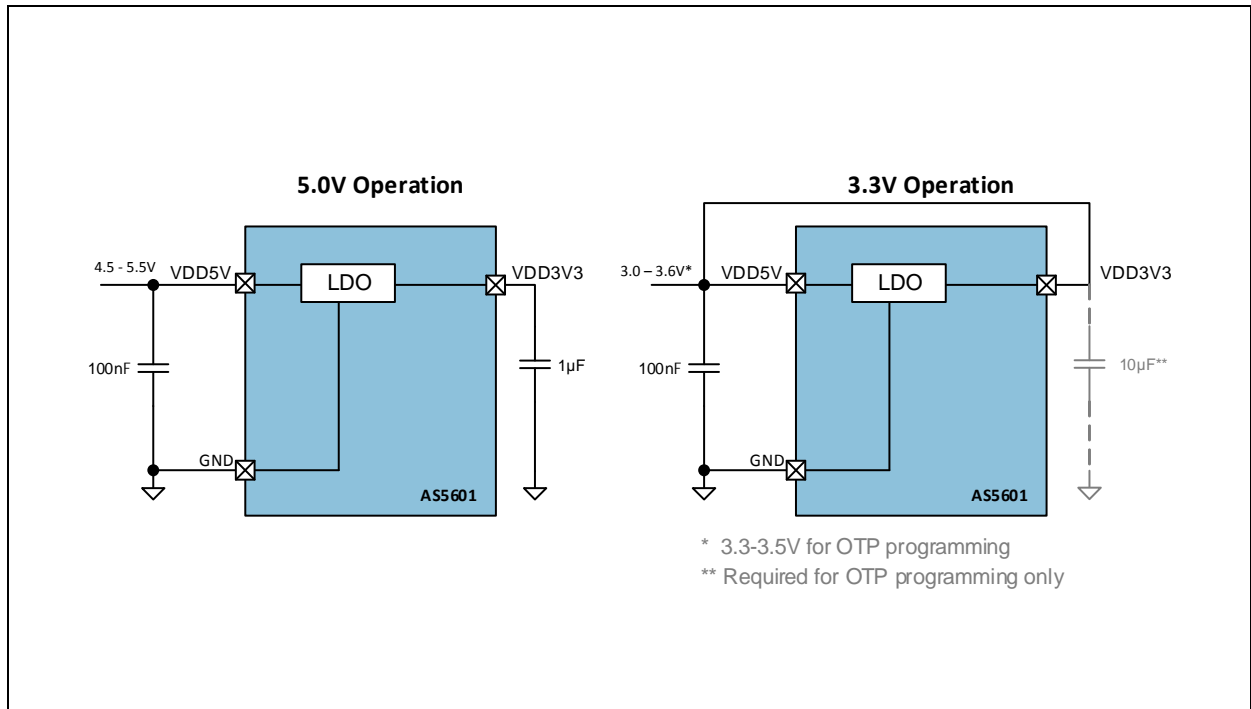 5.0V Operation
4.5 - 5.5V
VDD5V
LDO
VDD3V3
100nF
1µF
GND
AS5601
3.3V Operation
3.0 – 3.6V*
VDD5V
LDO
VDD3V3
100nF
10µF**
GND
AS5601
* 3.3-3.5V for OTP programming
** Required for OTP programming only